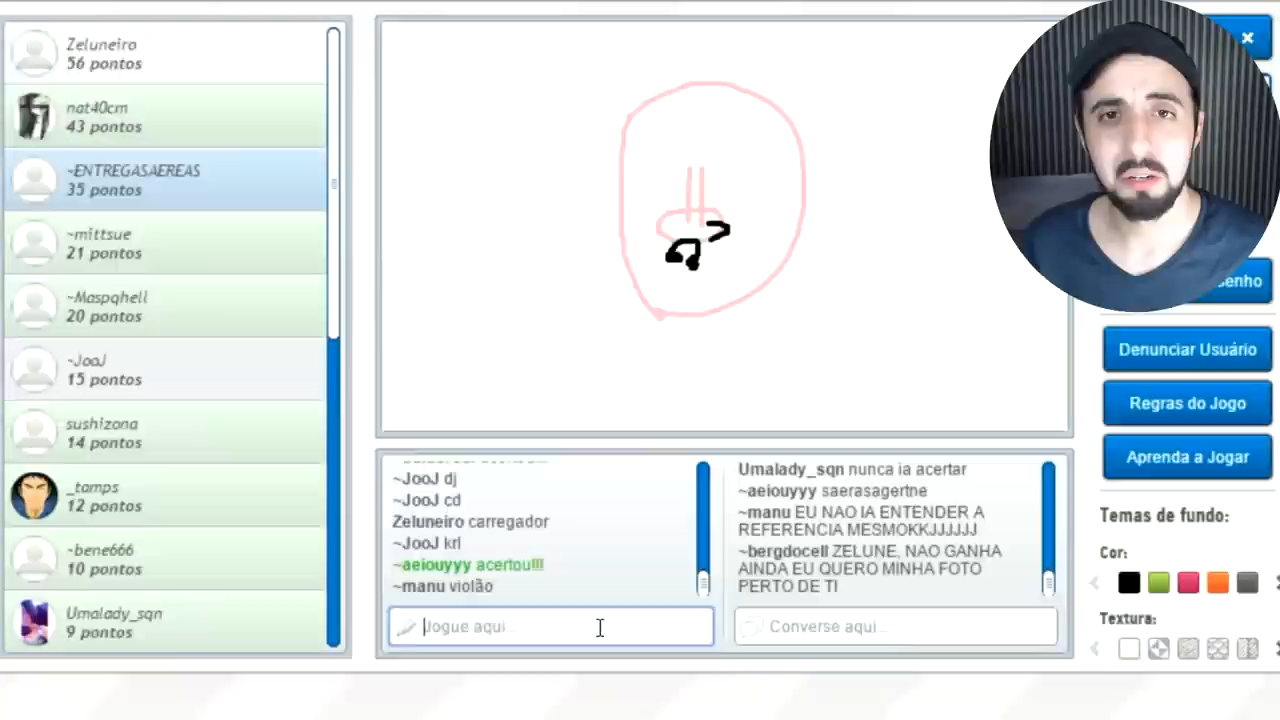 Zeluneiro
56 pontos
nat40cm
43 pontos
~ENTREGASAEREAS
35 pontos
~mittsue
21 pontos
~Maspqhell
20 pontos
~JooJ
15 pontos
sushizona
14 pontos
_tamps
12 pontos
~bene666
10 pontos
Umalady_sqn
9 pontos
~JooJ dj
~JooJ cd
Zeluneiro carregador
~JooJ krl
~aeiouyyy acertou!!!
~manu violão
Jogue aqui...
Umalady_sqn nunca ia acertar
~aeiouyyy saerasagertne
~manu EU NAO IA ENTENDER A
REFERENCIA MESMOKKJJJJJJ
~bergdocell ZELUNE, NAO GANHA
AINDA EU QUERO MINHA FOTO
PERTO DE TI
Converse aqui...
Denunciar Usuário
Regras do Jogo
Aprenda a Jogar
Temas de fundo:
Cor:
Textura: